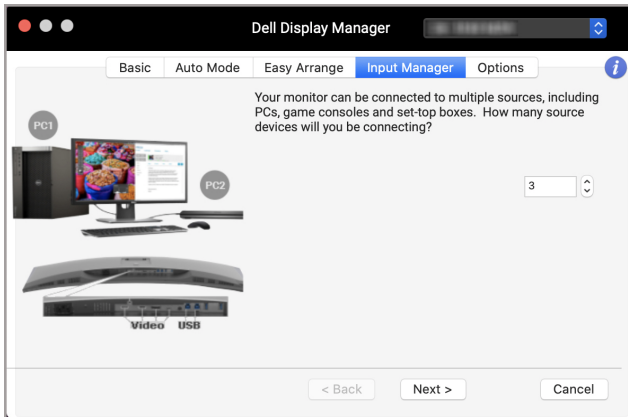 Dell Display Manager
Basic Auto Mode Easy Arrange Input Manager Options
i
Your monitor can be connected to multiple sources, including
PCs, game consoles and set-top boxes. How many source
devices will you be connecting?
PC1
3
PC2
Video USB
< Back Next > Cancel